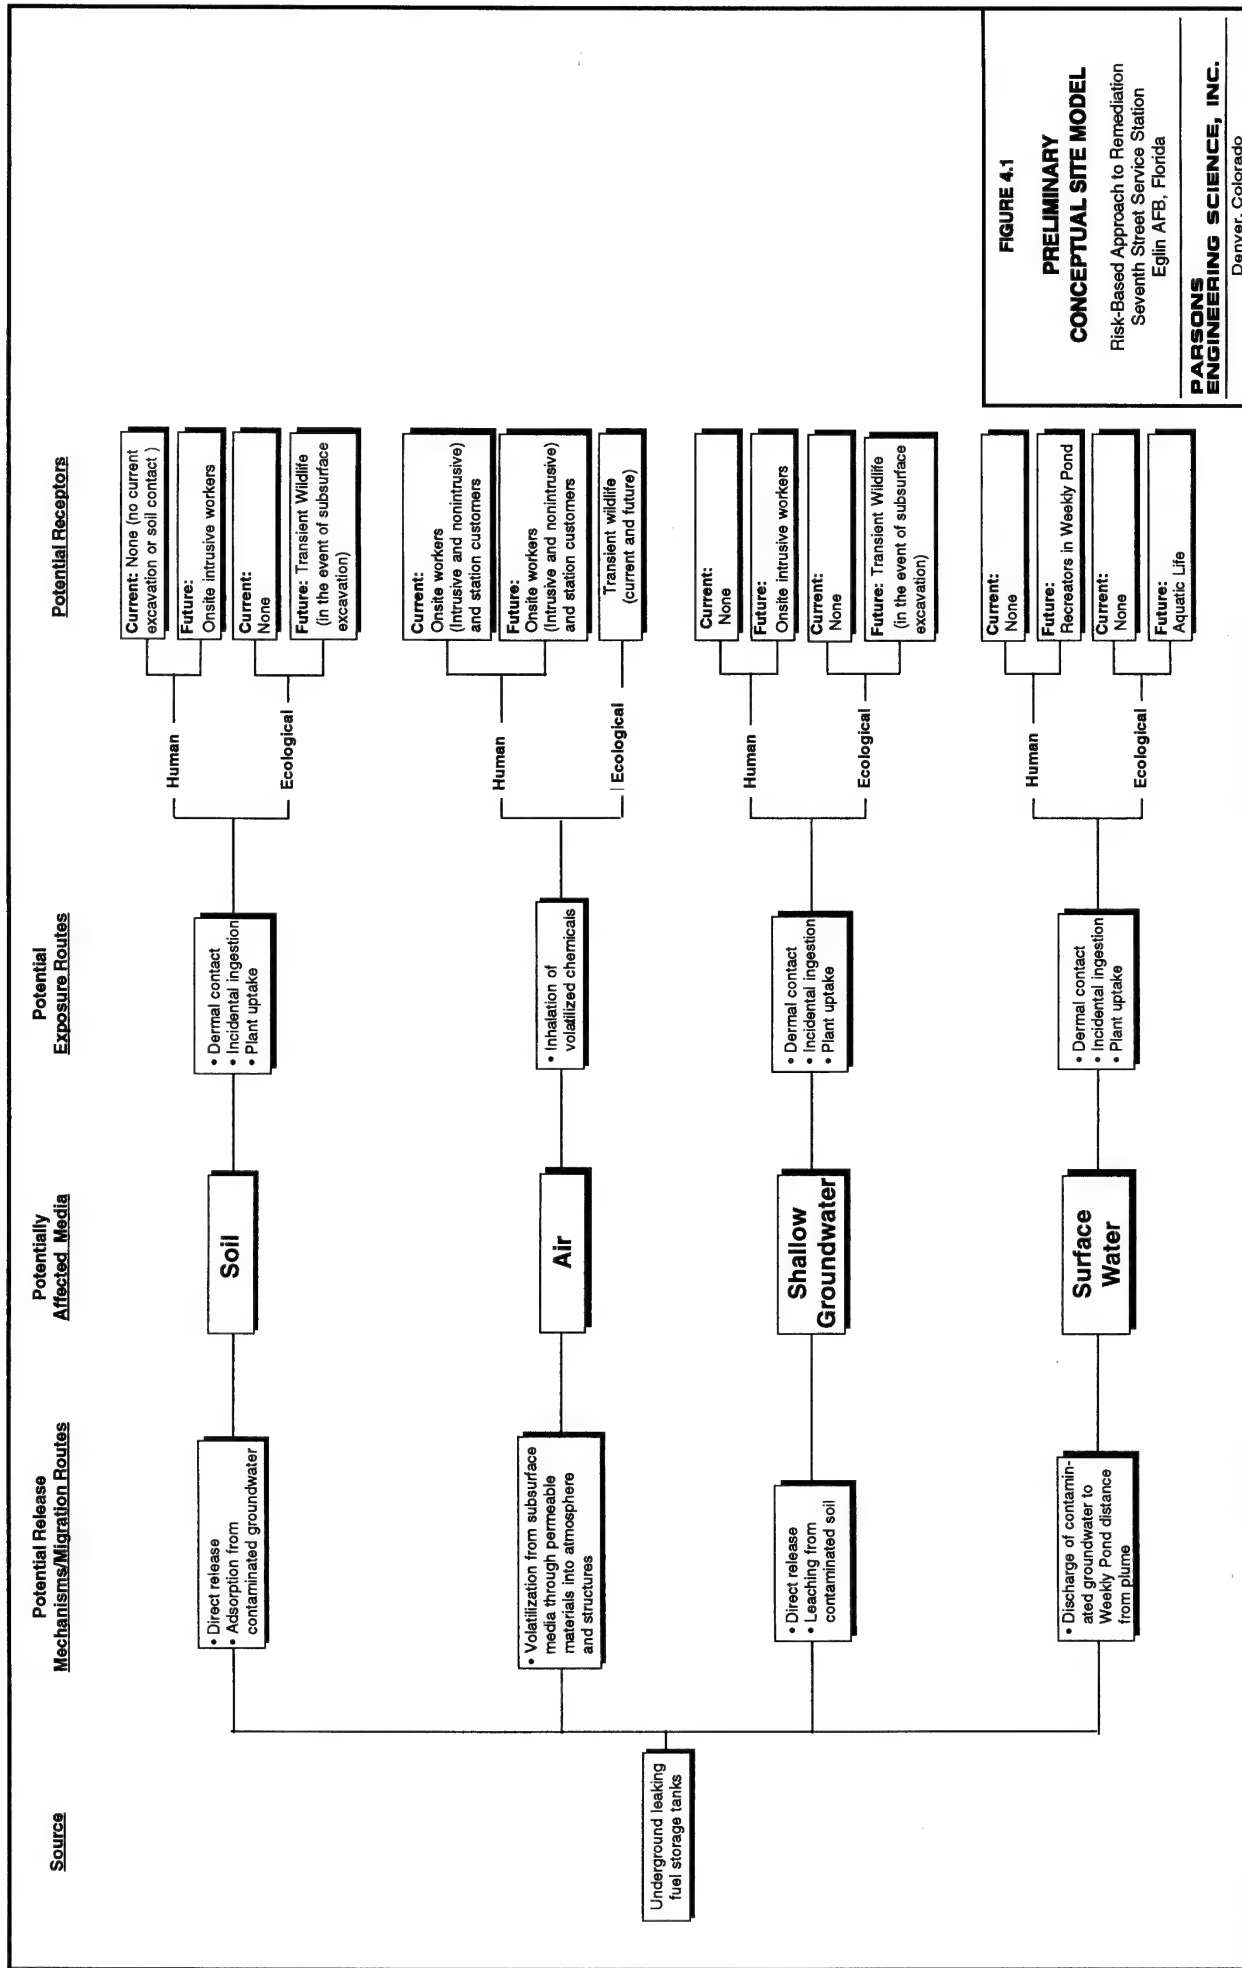 Source
Potential Release
Mechanisms/Migration Routes
Potentially
Affected Media
Potential
Exposure Routes
Potential Receptors
Underground leaking
fuel storage tanks
• Direct release
• Adsorption from
contaminated groundwater
Soil
• Dermal contact
• Incidental ingestion
• Plant uptake
Human
Ecological
Current: None (no current
excavation or soil contact )
Future:
Onsite intrusive workers
Current:
None
Future: Transient Wildlife
(in the event of subsurface
excavation)
• Volatilization from subsurface
media through permeable
materials into atmosphere
and structures
Air
• Inhalation of
volatilized chemicals
Human
Ecological
Current:
Onsite workers
(Intrusive and nonintrusive)
and station customers
Future:
Onsite workers
(Intrusive and nonintrusive)
and station customers
Transient wildlife
(current and future)
• Direct release
• Leaching from
contaminated soil
Shallow
Groundwater
• Dermal contact
• Incidental ingestion
• Plant uptake
Human
Ecological
Current:
None
Future:
Onsite intrusive workers
Current:
None
Future: Transient Wildlife
(in the event of subsurface
excavation)
• Discharge of contamin-
ated groundwater to
Weekly Pond distance
from plume
Surface
Water
• Dermal contact
• Incidental ingestion
• Plant uptake
Human
Ecological
Current:
None
Future:
Recreators in Weekly Pond
Current:
None
Future:
Aquatic Life
FIGURE 4.1
PRELIMINARY
CONCEPTUAL SITE MODEL
Risk-Based Approach to Remediation
Seventh Street Service Station
Eglin AFB, Florida
PARSONS
ENGINEERING SCIENCE, INC.
Denver, Colorado